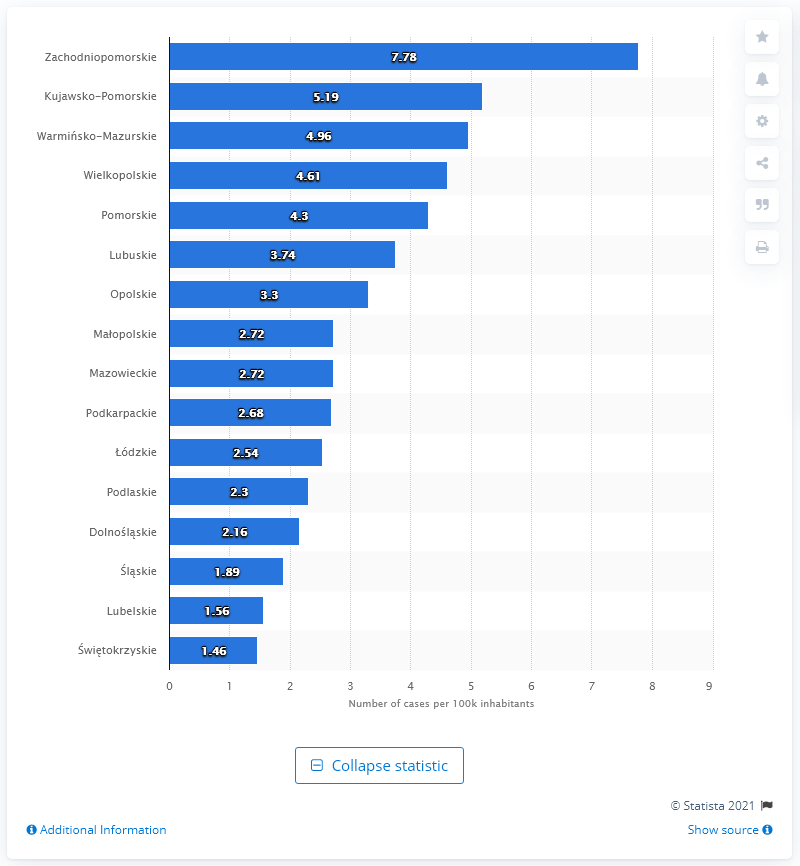 Zachodniopomorskie 7.78
Kujawsko-Pomorskie 5.19
Warmińsko-Mazurskie 4.96
Wielkopolskie 4.61
Pomorskie 4.3
Lubuskie 3.74
Opolskie 3.3
Małopolskie 2.72
Mazowieckie 2.72
Podkarpackie 2.68
Łódzkie 2.54
Podlaskie 2.3
Dolnośląskie 2.16
Śląskie 1.89
Lubelskie 1.56
Świętokrzyskie 1.46
0 1 2 3 4 5 6 7 8 9
Number of cases per 100k inhabitants
Collapse statistic
© Statista 2021
Additional Information Show source